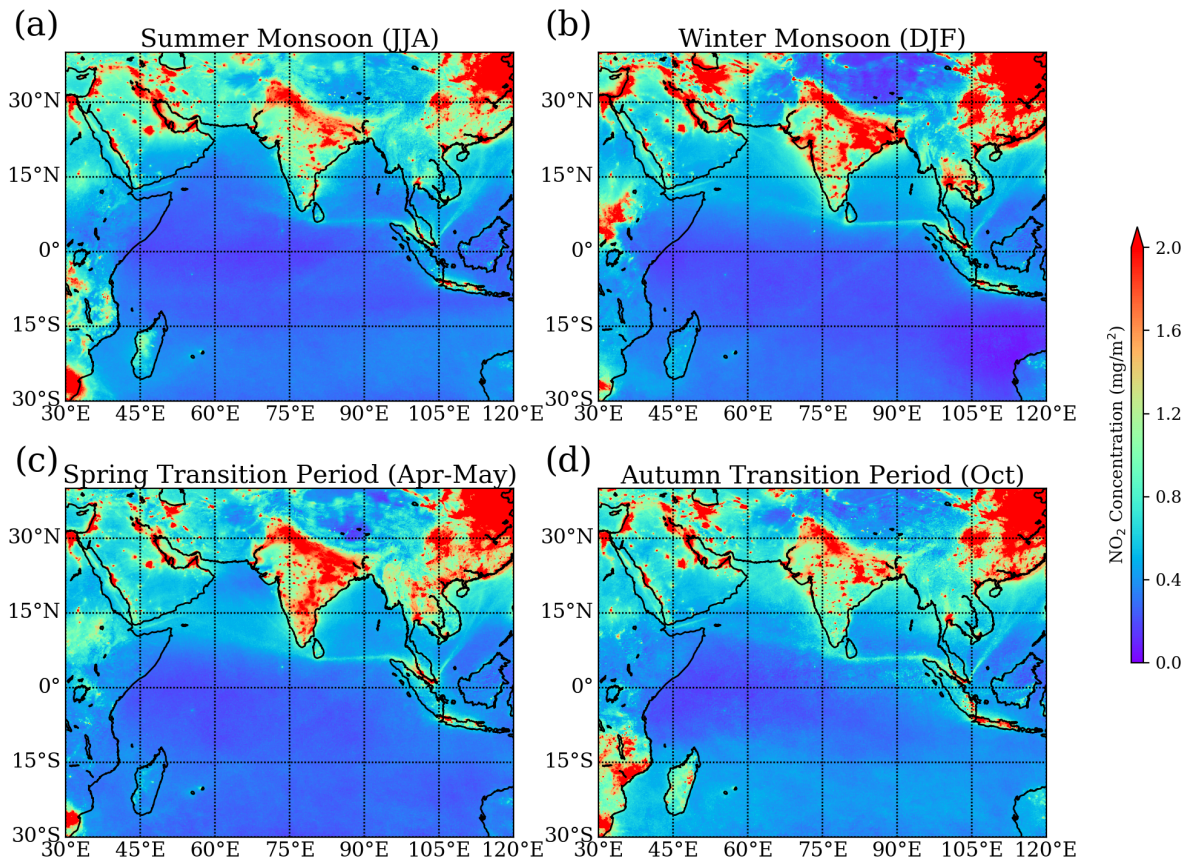 (a)
Summer Monsoon (JJA)
30°N
15°N
0°
15°S
30°S
30°E 45°E 60°E 75°E 90°E 105°E 120°E
(b)
Winter Monsoon (DJF)
30°N
15°N
0°
15°S
30°S
30°E 45°E 60°E 75°E 90°E 105°E 120°E
(c)
Spring Transition Period (Apr-May)
30°N
15°N
0°
15°S
30°S
30°E 45°E 60°E 75°E 90°E 105°E 120°E
(d)
Autumn Transition Period (Oct)
30°N
15°N
0°
15°S
30°S
30°E 45°E 60°E 75°E 90°E 105°E 120°E
2.0
1.6
1.2
0.8
0.4
0.0
NO₂ Concentration (mg/m²)